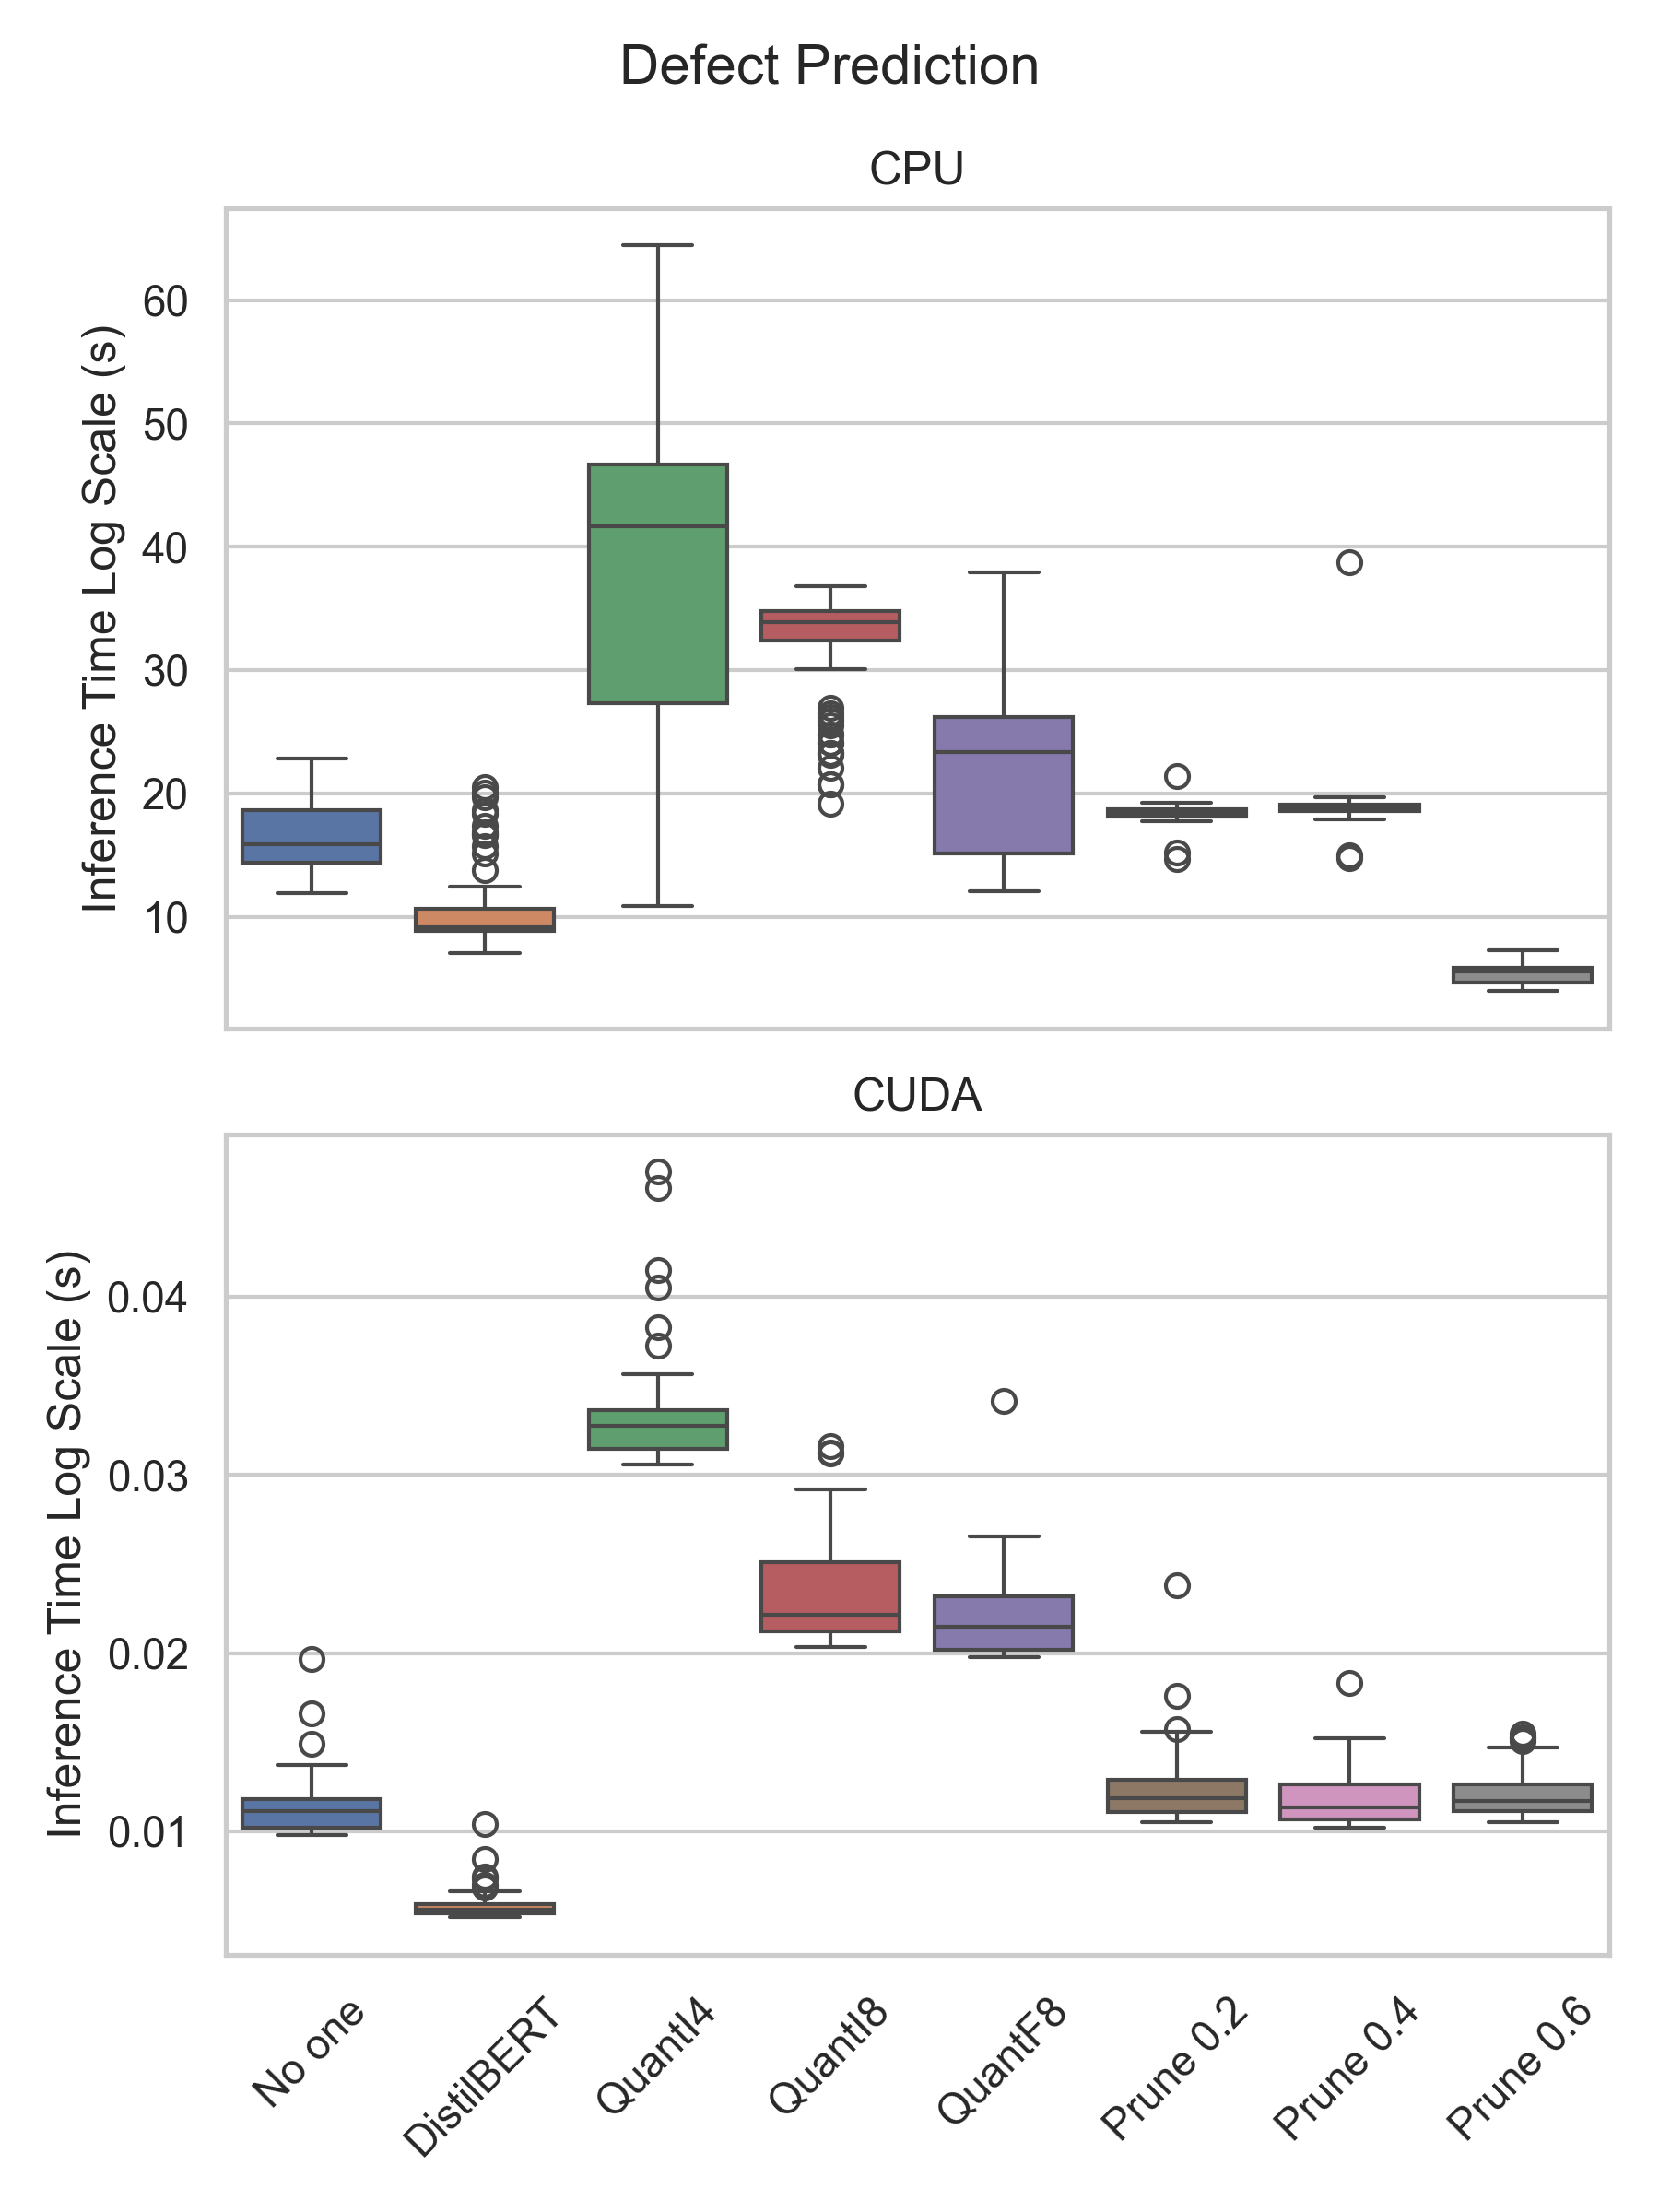 Defect Prediction
CPU
Inference Time Log Scale (s)
60
50
40
30
20
10
CUDA
Inference Time Log Scale (s)
0.04
0.03
0.02
0.01
No one
DistilBERT
QuantI4
QuantI8
QuantF8
Prune 0.2
Prune 0.4
Prune 0.6